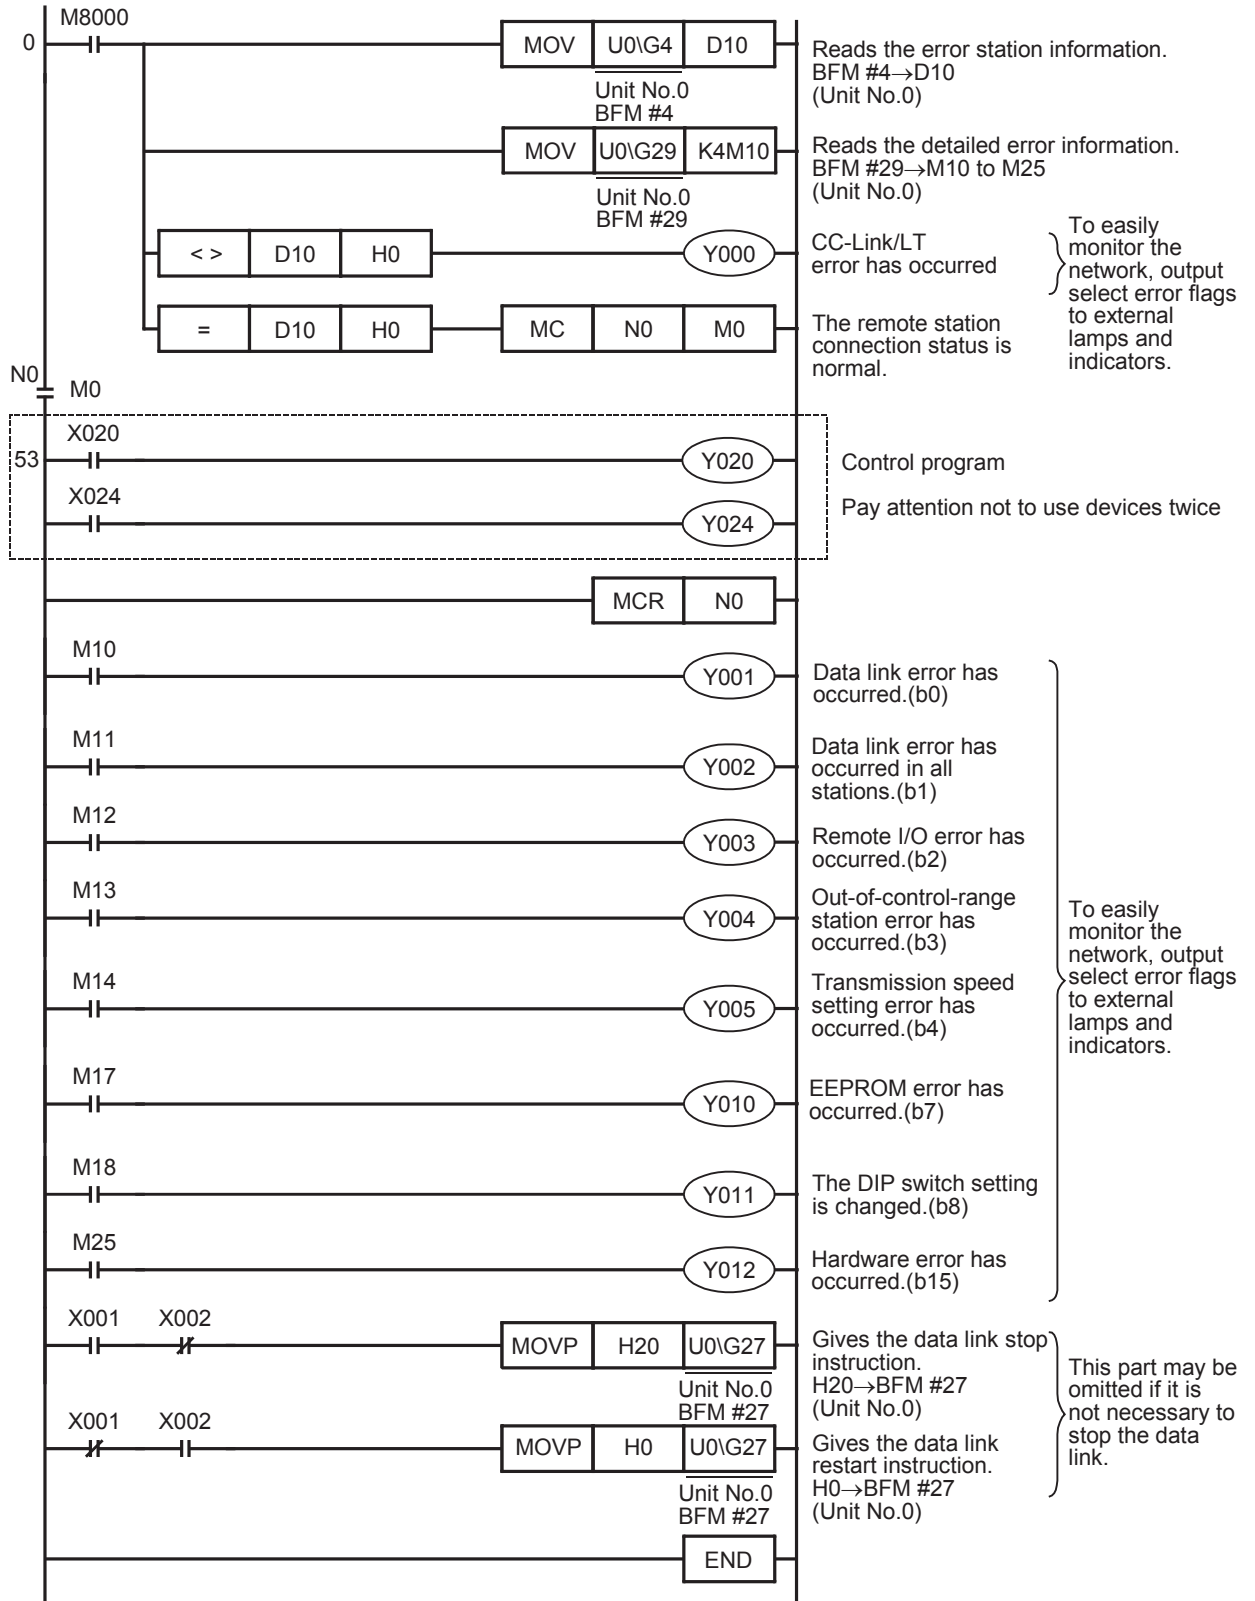 M8000
0
MOV U0\G4 D10
Unit No.0
BFM #4
Reads the error station information.
BFM #4→D10
(Unit No.0)
MOV U0\G29 K4M10
Unit No.0
BFM #29
Reads the detailed error information.
BFM #29→M10 to M25
(Unit No.0)
< > D10 H0
Y000
CC-Link/LT
error has occurred
= D10 H0
MC N0 M0
The remote station
connection status is
normal.
To easily
monitor the
network, output
select error flags
to external
lamps and
indicators.
N0
M0
53
X020
Y020
X024
Y024
Control program
Pay attention not to use devices twice
MCR N0
M10
Y001
Data link error has
occurred.(b0)
M11
Y002
Data link error has
occurred in all
stations.(b1)
M12
Y003
Remote I/O error has
occurred.(b2)
M13
Y004
Out-of-control-range
station error has
occurred.(b3)
M14
Y005
Transmission speed
setting error has
occurred.(b4)
M17
Y010
EEPROM error has
occurred.(b7)
M18
Y011
The DIP switch setting
is changed.(b8)
M25
Y012
Hardware error has
occurred.(b15)
To easily
monitor the
network, output
select error flags
to external
lamps and
indicators.
X001 X002
MOVP H20 U0\G27
Unit No.0
BFM #27
Gives the data link stop
instruction.
H20→BFM #27
(Unit No.0)
X001 X002
MOVP H0 U0\G27
Unit No.0
BFM #27
Gives the data link
restart instruction.
H0→BFM #27
(Unit No.0)
This part may be
omitted if it is
not necessary to
stop the data
link.
END